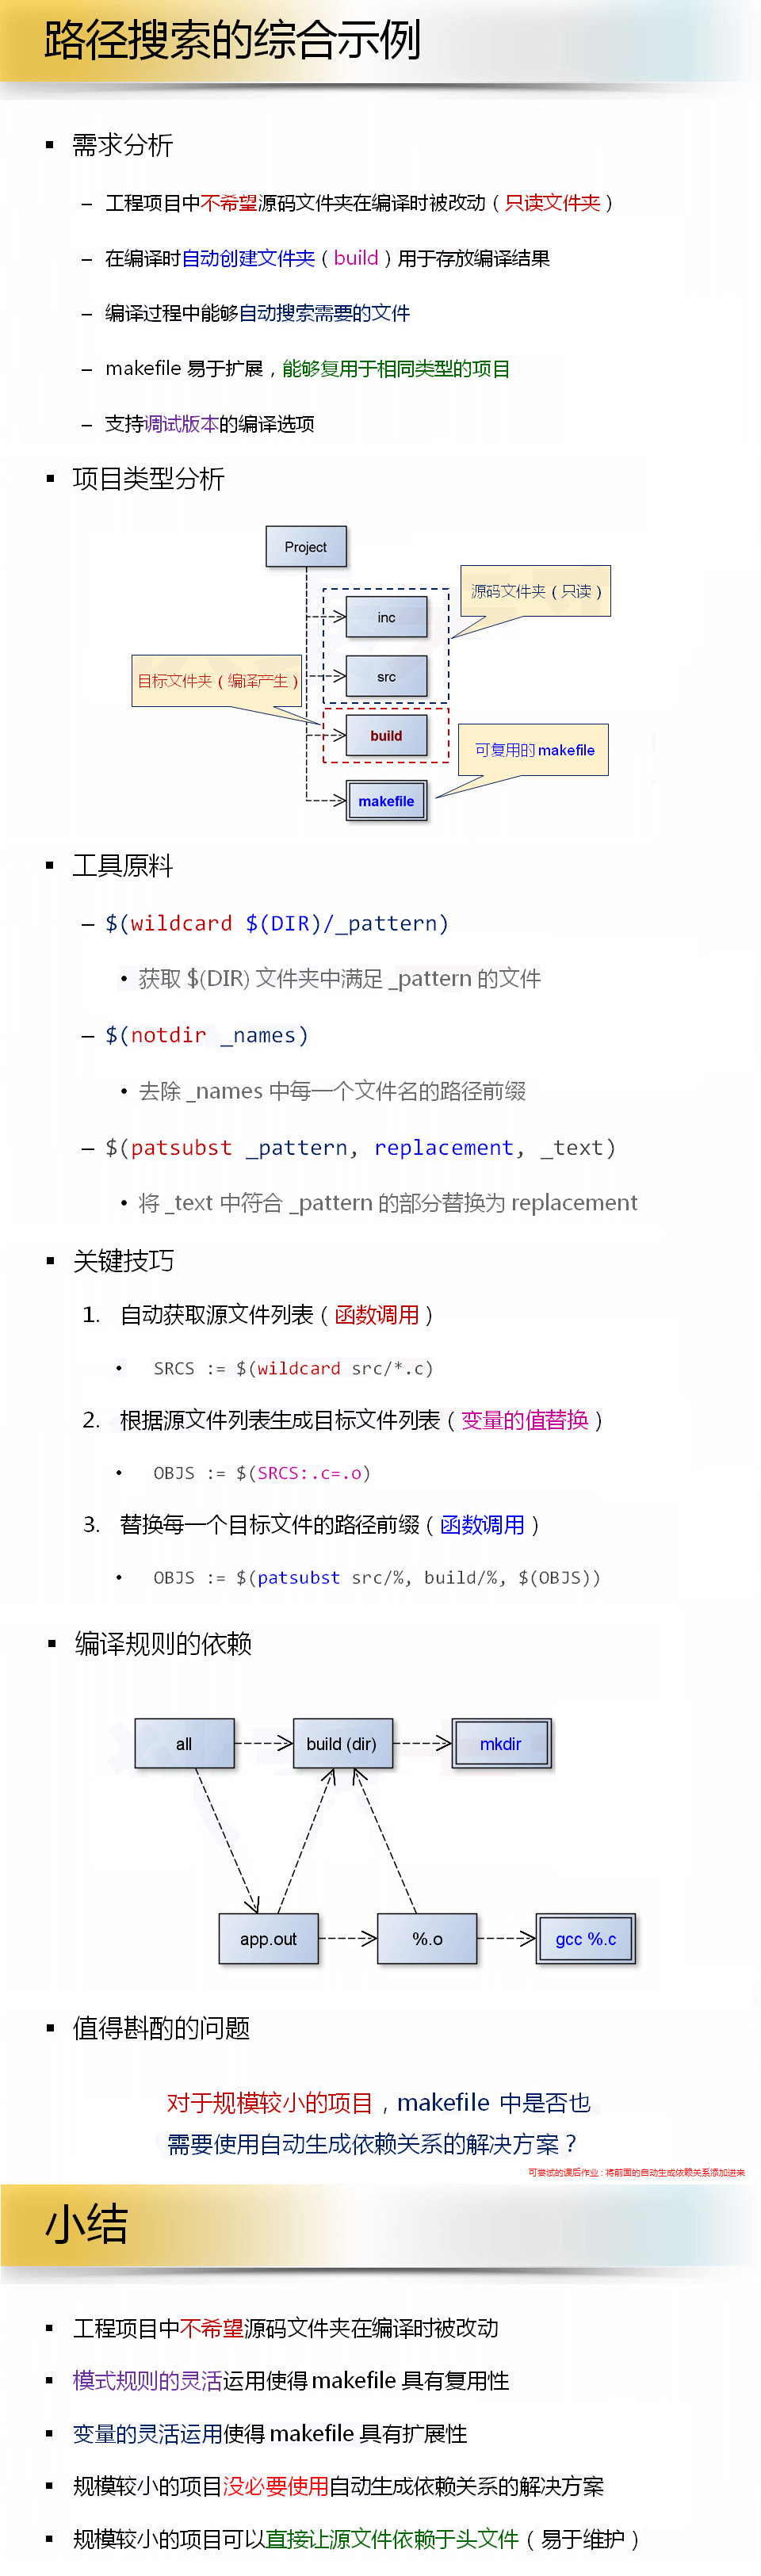 路径搜索的综合示例
▪ 需求分析
– 工程项目中不希望源码文件夹在编译时被改动（只读文件夹）
– 在编译时自动创建文件夹（build）用于存放编译结果
– 编译过程中能够自动搜索需要的文件
– makefile 易于扩展，能够复用于相同类型的项目
– 支持调试版本的编译选项
▪ 项目类型分析
Project
源码文件夹（只读）
inc
src
目标文件夹（编译产生）
build
可复用的 makefile
makefile
▪ 工具原料
– $(wildcard $(DIR)/_pattern)
• 获取 $(DIR) 文件夹中满足 _pattern 的文件
– $(notdir _names)
• 去除 _names 中每一个文件名的路径前缀
– $(patsubst _pattern, replacement, _text)
• 将 _text 中符合 _pattern 的部分替换为 replacement
▪ 关键技巧
1. 自动获取源文件列表（函数调用）
• SRCS := $(wildcard src/*.c)
2. 根据源文件列表生成目标文件列表（变量的值替换）
• OBJS := $(SRCS:.c=.o)
3. 替换每一个目标文件的路径前缀（函数调用）
• OBJS := $(patsubst src/%, build/%, $(OBJS))
▪ 编译规则的依赖
all
build (dir)
mkdir
app.out
%.o
gcc %.c
▪ 值得斟酌的问题
对于规模较小的项目，makefile 中是否也
需要使用自动生成依赖关系的解决方案？
可尝试的课后作业：将前面的自动生成依赖关系添加进来
小结
▪ 工程项目中不希望源码文件夹在编译时被改动
▪ 模式规则的灵活运用使得 makefile 具有复用性
▪ 变量的灵活运用使得 makefile 具有扩展性
▪ 规模较小的项目没必要使用自动生成依赖关系的解决方案
▪ 规模较小的项目可以直接让源文件依赖于头文件（易于维护）